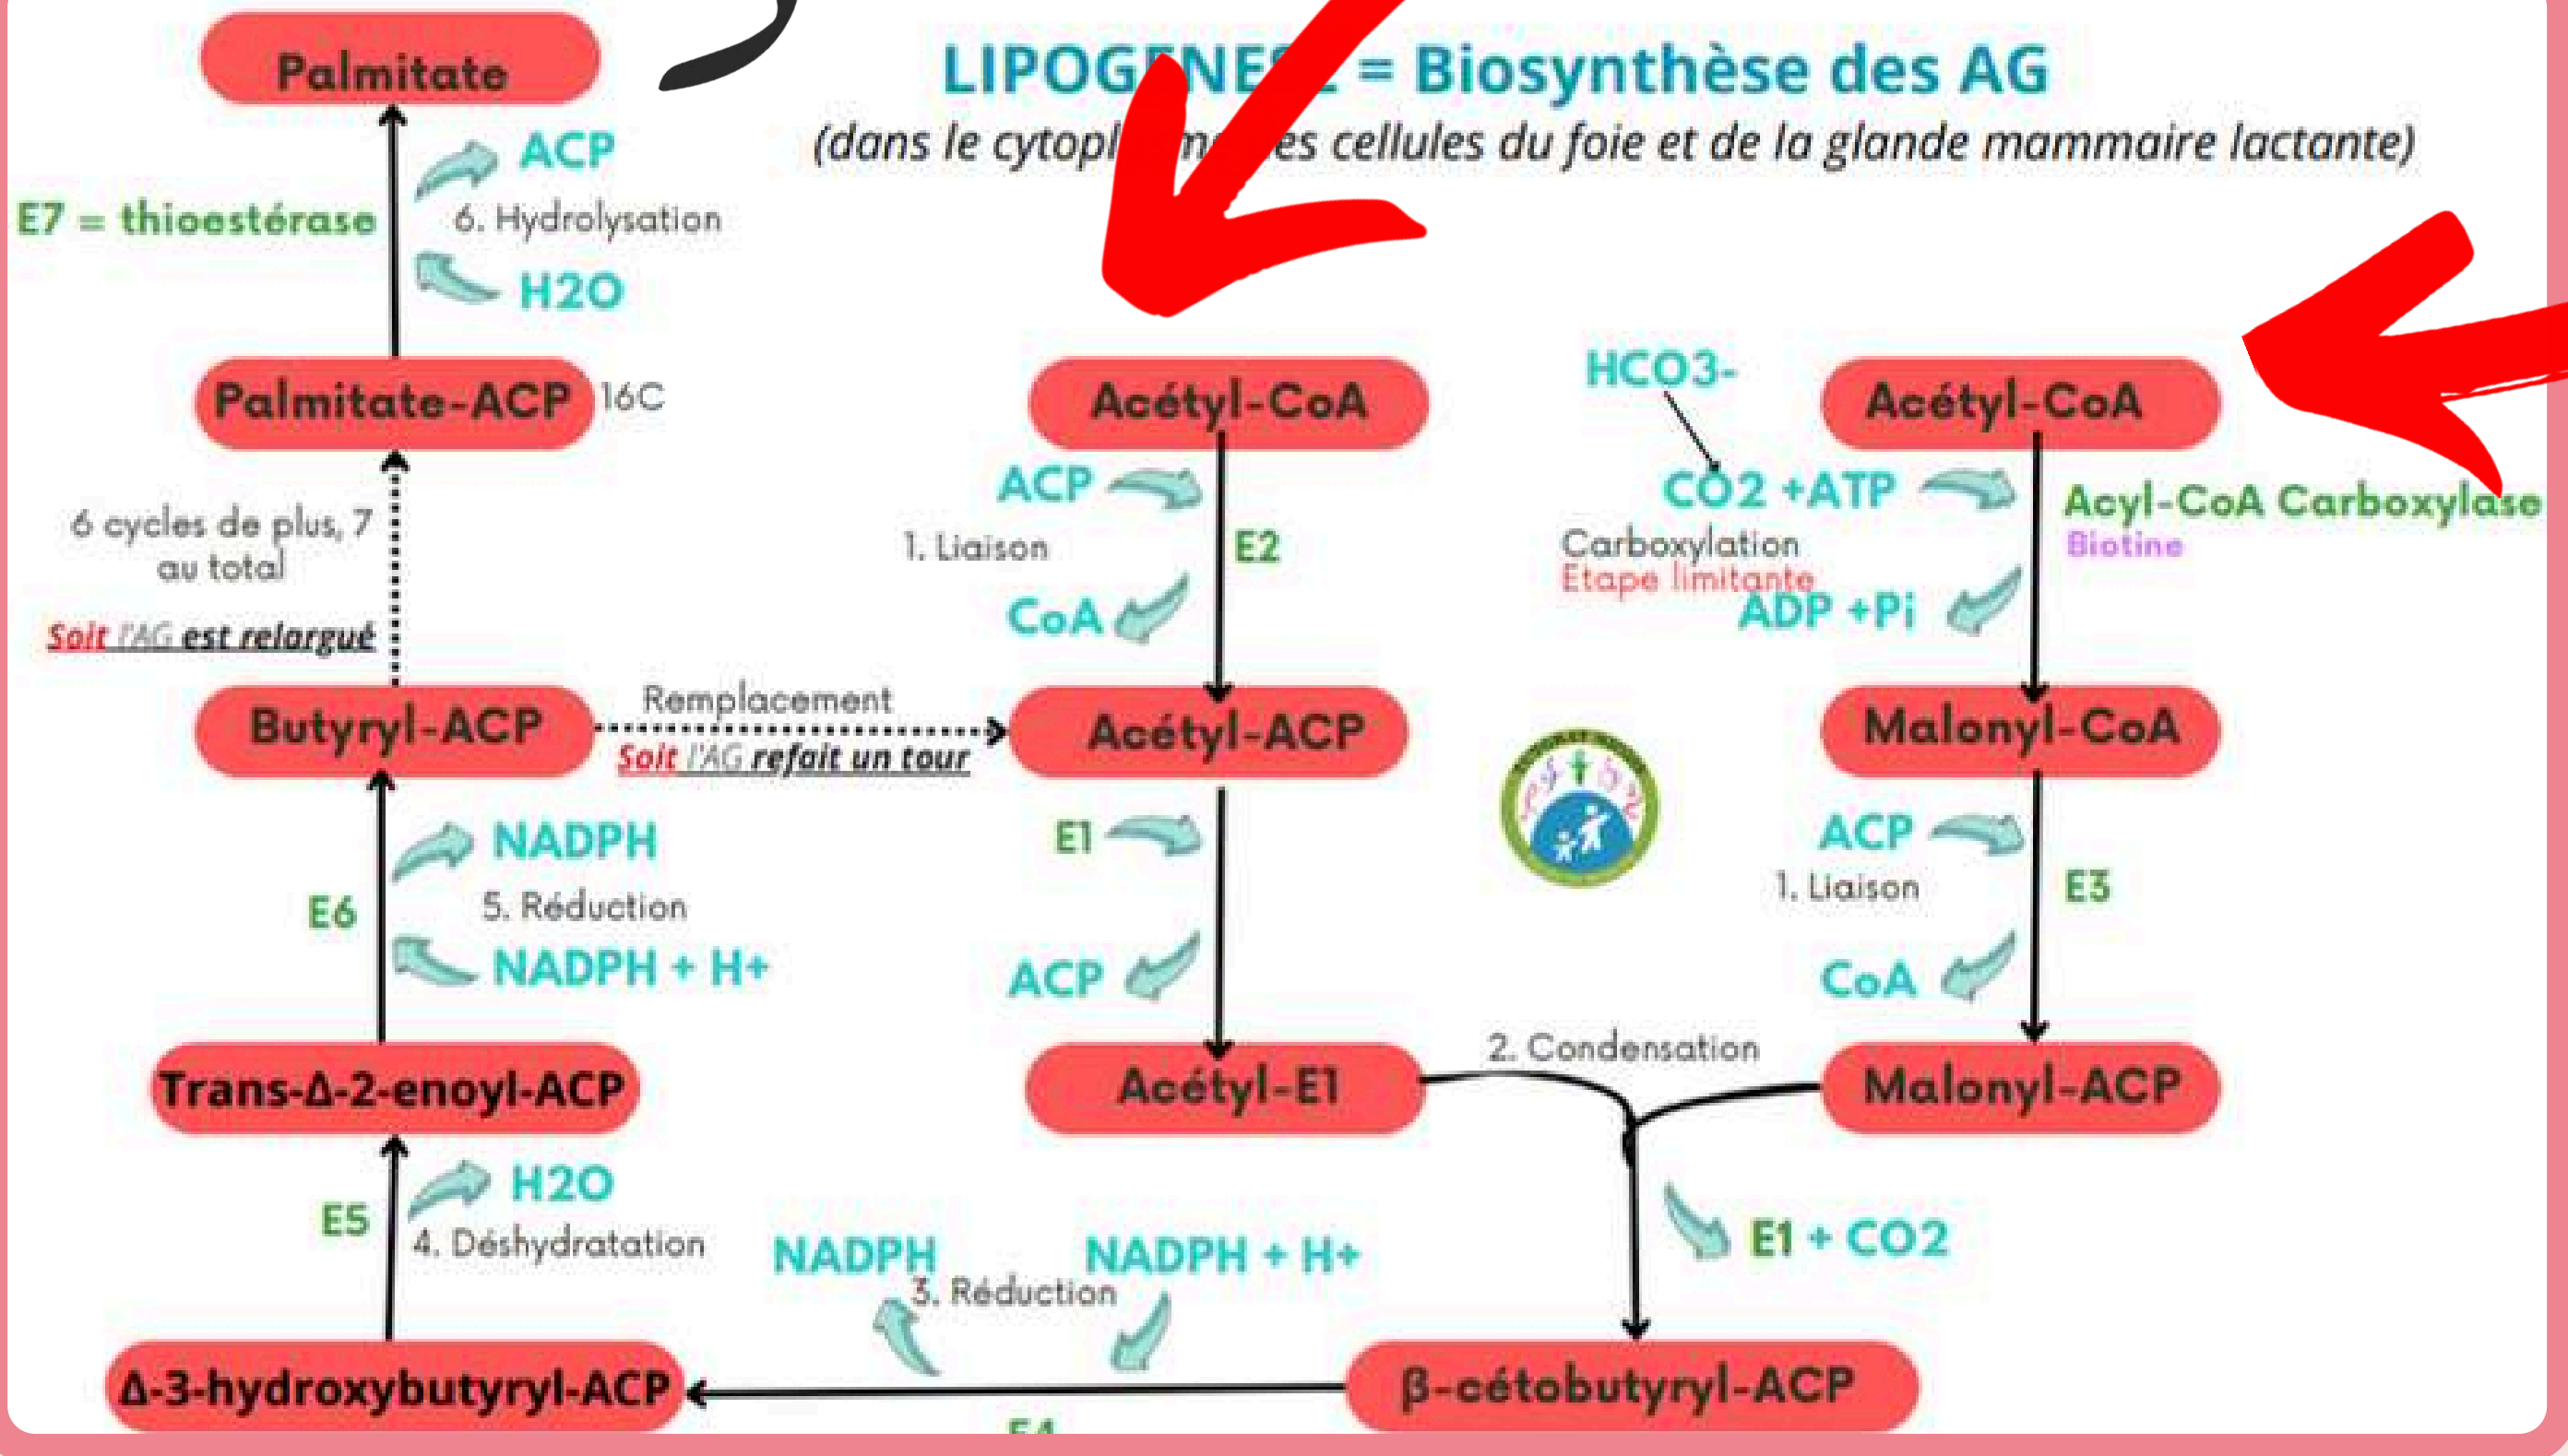 LIPOGENESE = Biosynthèse des AG
(dans le cytoplasme des cellules du foie et de la glande mammaire lactante)
Palmitate
ACP
E7 = thioestérase
6. Hydrolysation
H2O
Palmitate-ACP
16C
6 cycles de plus, 7
au total
Soit l'AG est relargué
Butyryl-ACP
Remplacement
Soit l'AG refait un tour
NADPH
E6
5. Réduction
NADPH + H+
Trans-Δ-2-enoyl-ACP
H2O
E5
4. Déshydratation
Δ-3-hydroxybutyryl-ACP
Acétyl-CoA
ACP
1. Liaison
E2
CoA
Acétyl-ACP
E1
ACP
Acétyl-E1
2. Condensation
E1 + CO2
NADPH
NADPH + H+
3. Réduction
E4
β-cétobutyryl-ACP
HCO3-
Acétyl-CoA
CO2 +ATP
Acyl-CoA Carboxylase
Carboxylation
Biotine
Etape limitante
ADP +Pi
Malonyl-CoA
ACP
1. Liaison
E3
CoA
Malonyl-ACP